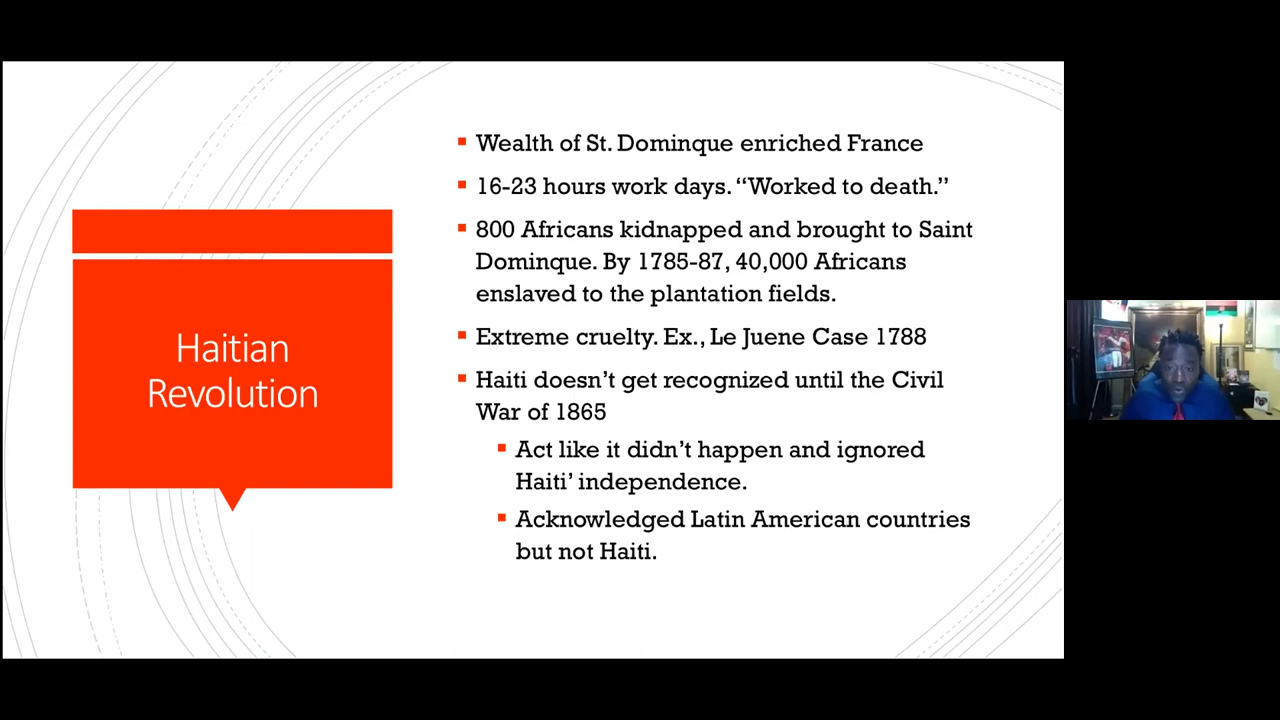 Haitian
Revolution
Wealth of St. Dominque enriched France
16-23 hours work days. “Worked to death.”
800 Africans kidnapped and brought to Saint
Dominque. By 1785-87, 40,000 Africans
enslaved to the plantation fields.
Extreme cruelty. Ex., Le Juene Case 1788
Haiti doesn’t get recognized until the Civil
War of 1865
Act like it didn’t happen and ignored
Haiti’ independence.
Acknowledged Latin American countries
but not Haiti.